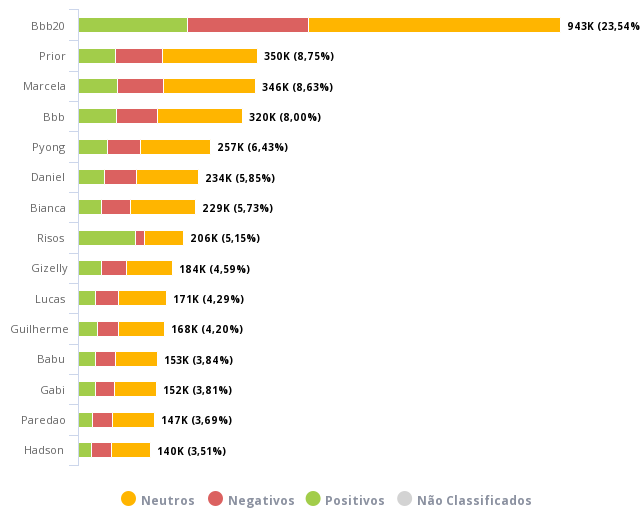 Bbb20 943K (23,54%
Prior 350K (8,75%)
Marcela 346K (8,63%)
Bbb 320K (8,00%)
Pyong 257K (6,43%)
Daniel 234K (5,85%)
Bianca 229K (5,73%)
Risos 206K (5,15%)
Gizelly 184K (4,59%)
Lucas 171K (4,29%)
Guilherme 168K (4,20%)
Babu 153K (3,84%)
Gabi 152K (3,81%)
Paredao 147K (3,69%)
Hadson 140K (3,51%)
Neutros Negativos Positivos Não Classificados